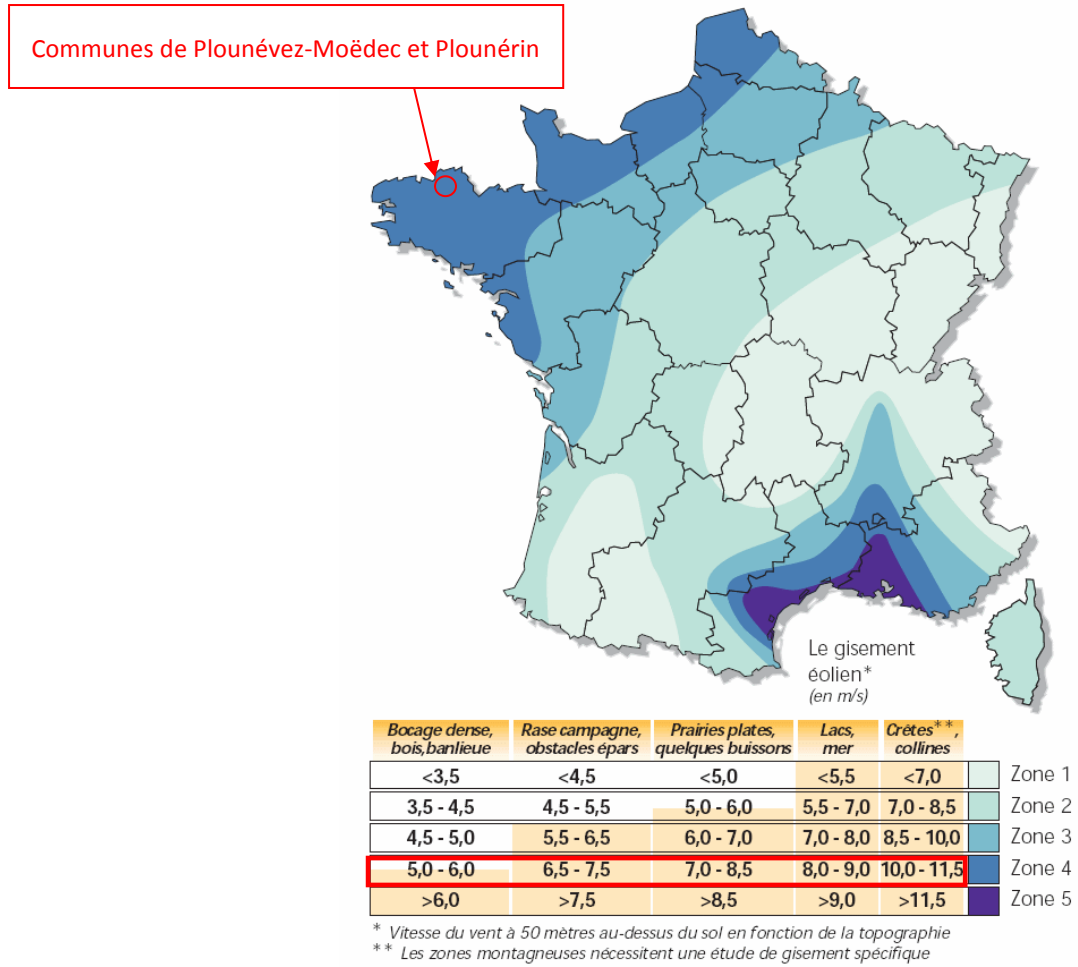 Communes de Plounévez-Moëdec et Plounérin
Le gisement
éolien*
(en m/s)
Bocage dense, bois,banlieue Rase campagne, obstacles épars Prairies plates, quelques buissons Lacs, mer Crêtes**, collines
<3,5 <4,5 <5,0 <5,5 <7,0 Zone 1
3,5 - 4,5 4,5 - 5,5 5,0 - 6,0 5,5 - 7,0 7,0 - 8,5 Zone 2
4,5 - 5,0 5,5 - 6,5 6,0 - 7,0 7,0 - 8,0 8,5 - 10,0 Zone 3
5,0 - 6,0 6,5 - 7,5 7,0 - 8,5 8,0 - 9,0 10,0 - 11,5 Zone 4
>6,0 >7,5 >8,5 >9,0 >11,5 Zone 5
* Vitesse du vent à 50 mètres au-dessus du sol en fonction de la topographie
** Les zones montagneuses nécessitent une étude de gisement spécifique